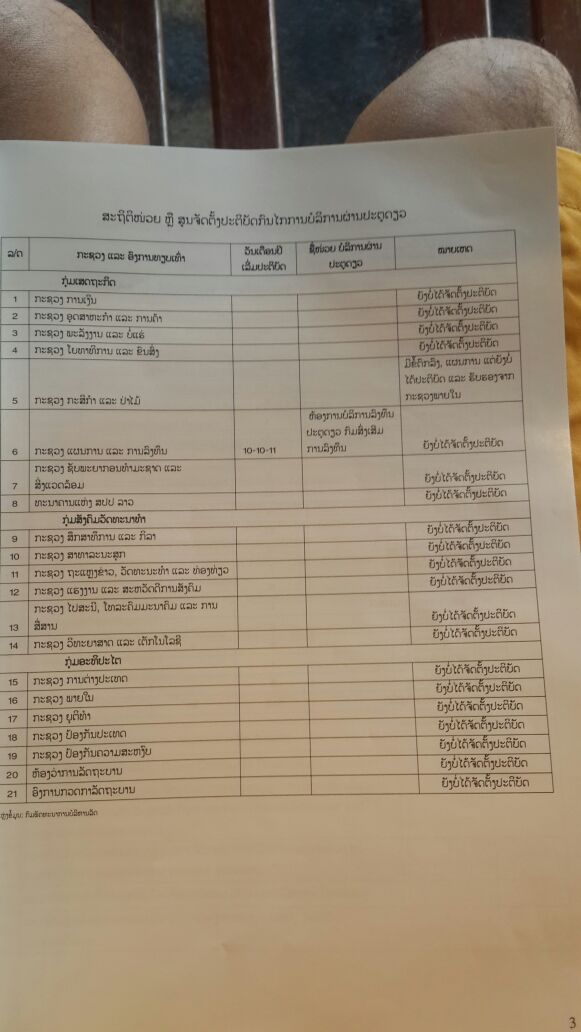 ສະຖິຕິໜ່ວຍ ຫຼື ສູນຈັດຕັ້ງປະຕິບັດກົນໄກການບໍລິການຜ່ານປະຕູດຽວ
ລ/ດ ກະຊວງ ແລະ ອົງການທຽບເທົ່າ ວັນເດືອນປີ ເລີ່ມປະຕິບັດ ຊື່ໜ່ວຍ ບໍລິການຜ່ານ ປະຕູດຽວ ໝາຍເຫດ
ກຸ່ມເສດຖະກິດ
1 ກະຊວງ ການເງິນ ຍັງບໍ່ໄດ້ຈັດຕັ້ງປະຕິບັດ
2 ກະຊວງ ອຸດສາຫະກຳ ແລະ ການຄ້າ ຍັງບໍ່ໄດ້ຈັດຕັ້ງປະຕິບັດ
3 ກະຊວງ ພະລັງງານ ແລະ ບໍ່ແຮ່ ຍັງບໍ່ໄດ້ຈັດຕັ້ງປະຕິບັດ
4 ກະຊວງ ໂຍທາທິການ ແລະ ຂົນສົ່ງ ຍັງບໍ່ໄດ້ຈັດຕັ້ງປະຕິບັດ
ມີຂໍ້ຕົກລົງ, ແຜນການ ແຕ່ຍັງບໍ່
ໄດ້ປະຕິບັດ ແລະ ຮັບຮອງຈາກ
5 ກະຊວງ ກະສິກຳ ແລະ ປ່າໄມ້ ກະຊວງພາຍໃນ
ຫ້ອງການບໍລິການລົງທຶນ
ປະຕູດຽວ ກົມສົ່ງເສີມ
6 ກະຊວງ ແຜນການ ແລະ ການລົງທຶນ 10-10-11 ການລົງທຶນ ຍັງບໍ່ໄດ້ຈັດຕັ້ງປະຕິບັດ
ກະຊວງ ຊັບພະຍາກອນທຳມະຊາດ ແລະ
7 ສິ່ງແວດລ້ອມ ຍັງບໍ່ໄດ້ຈັດຕັ້ງປະຕິບັດ
8 ທະນາຄານແຫ່ງ ສປປ ລາວ ຍັງບໍ່ໄດ້ຈັດຕັ້ງປະຕິບັດ
ກຸ່ມສັງຄົມວັດທະນາທຳ
9 ກະຊວງ ສຶກສາທິການ ແລະ ກິລາ ຍັງບໍ່ໄດ້ຈັດຕັ້ງປະຕິບັດ
10 ກະຊວງ ສາທາລະນະສຸກ ຍັງບໍ່ໄດ້ຈັດຕັ້ງປະຕິບັດ
11 ກະຊວງ ຖະແຫຼງຂ່າວ, ວັດທະນະທຳ ແລະ ທ່ອງທ່ຽວ ຍັງບໍ່ໄດ້ຈັດຕັ້ງປະຕິບັດ
12 ກະຊວງ ແຮງງານ ແລະ ສະຫວັດດີການສັງຄົມ ຍັງບໍ່ໄດ້ຈັດຕັ້ງປະຕິບັດ
ກະຊວງ ໄປສະນີ, ໂທລະຄົມມະນາຄົມ ແລະ ການ
13 ສື່ສານ ຍັງບໍ່ໄດ້ຈັດຕັ້ງປະຕິບັດ
14 ກະຊວງ ວິທະຍາສາດ ແລະ ເຕັກໂນໂລຊີ ຍັງບໍ່ໄດ້ຈັດຕັ້ງປະຕິບັດ
ກຸ່ມອະທິປະໄຕ
15 ກະຊວງ ການຕ່າງປະເທດ ຍັງບໍ່ໄດ້ຈັດຕັ້ງປະຕິບັດ
16 ກະຊວງ ພາຍໃນ ຍັງບໍ່ໄດ້ຈັດຕັ້ງປະຕິບັດ
17 ກະຊວງ ຍຸຕິທຳ ຍັງບໍ່ໄດ້ຈັດຕັ້ງປະຕິບັດ
18 ກະຊວງ ປ້ອງກັນປະເທດ ຍັງບໍ່ໄດ້ຈັດຕັ້ງປະຕິບັດ
19 ກະຊວງ ປ້ອງກັນຄວາມສະຫງົບ ຍັງບໍ່ໄດ້ຈັດຕັ້ງປະຕິບັດ
20 ຫ້ອງວ່າການລັດຖະບານ ຍັງບໍ່ໄດ້ຈັດຕັ້ງປະຕິບັດ
21 ອົງການກວດກາລັດຖະບານ ຍັງບໍ່ໄດ້ຈັດຕັ້ງປະຕິບັດ
ຂໍ້ມູນ: ກົມພັດທະນາການບໍລິຫານລັດ
3